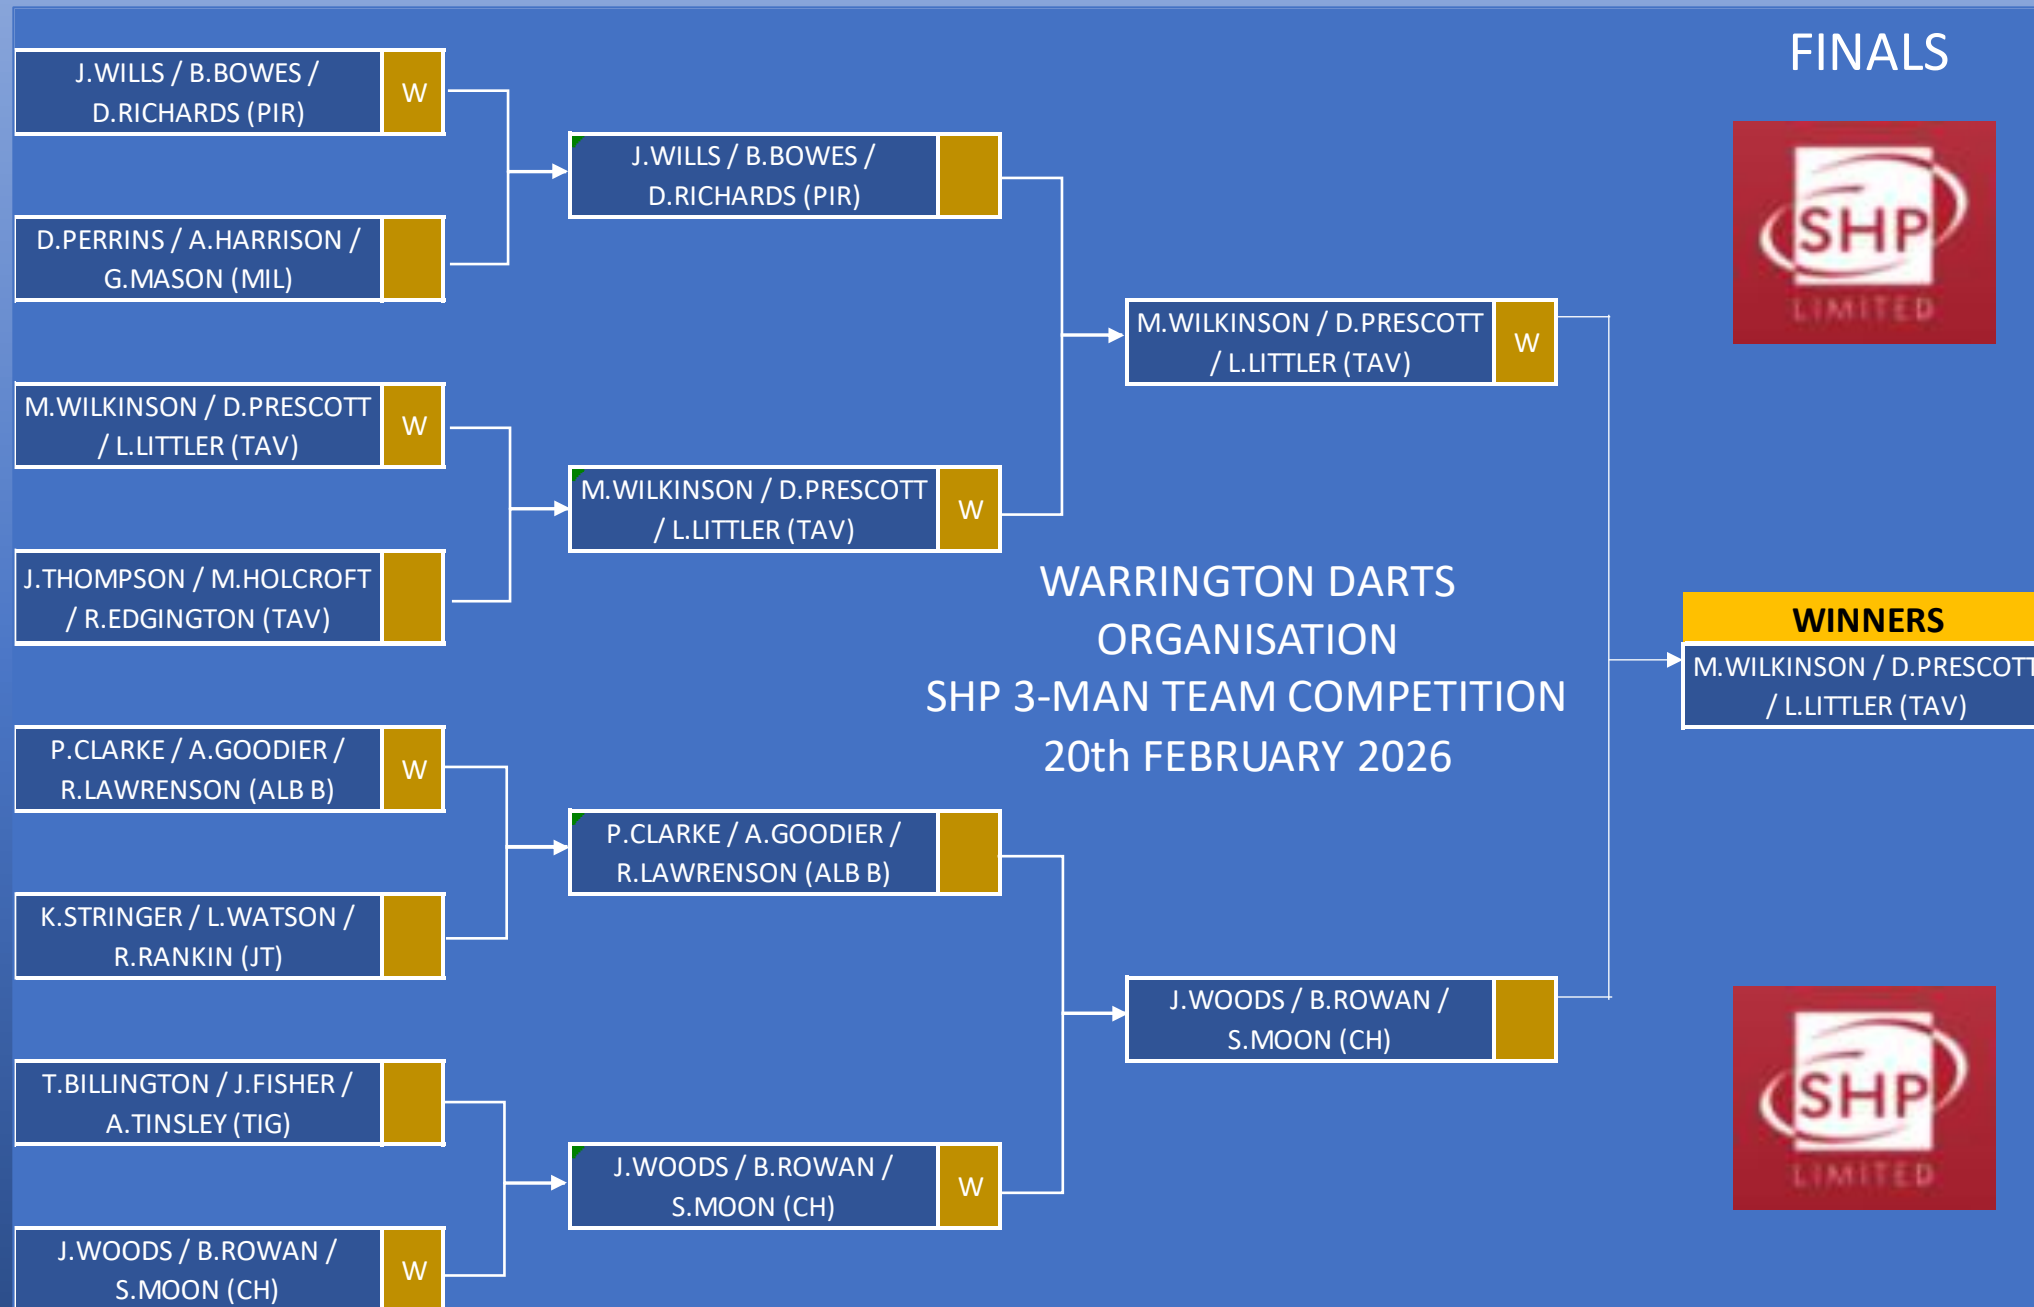 FINALS
J.WILLS / B.BOWES /
D.RICHARDS (PIR)
W
D.PERRINS / A.HARRISON /
G.MASON (MIL)
M.WILKINSON / D.PRESCOTT
/ L.LITTLER (TAV)
W
J.THOMPSON / M.HOLCROFT
/ R.EDGINGTON (TAV)
P.CLARKE / A.GOODIER /
R.LAWRENSON (ALB B)
W
K.STRINGER / L.WATSON /
R.RANKIN (JT)
T.BILLINGTON / J.FISHER /
A.TINSLEY (TIG)
J.WOODS / B.ROWAN /
S.MOON (CH)
W
J.WILLS / B.BOWES /
D.RICHARDS (PIR)
M.WILKINSON / D.PRESCOTT
/ L.LITTLER (TAV)
W
P.CLARKE / A.GOODIER /
R.LAWRENSON (ALB B)
J.WOODS / B.ROWAN /
S.MOON (CH)
W
M.WILKINSON / D.PRESCOTT
/ L.LITTLER (TAV)
W
WARRINGTON DARTS
ORGANISATION
SHP 3-MAN TEAM COMPETITION
20th FEBRUARY 2026
J.WOODS / B.ROWAN /
S.MOON (CH)
SHP
LIMITED
WINNERS
M.WILKINSON / D.PRESCOTT
/ L.LITTLER (TAV)
SHP
LIMITED